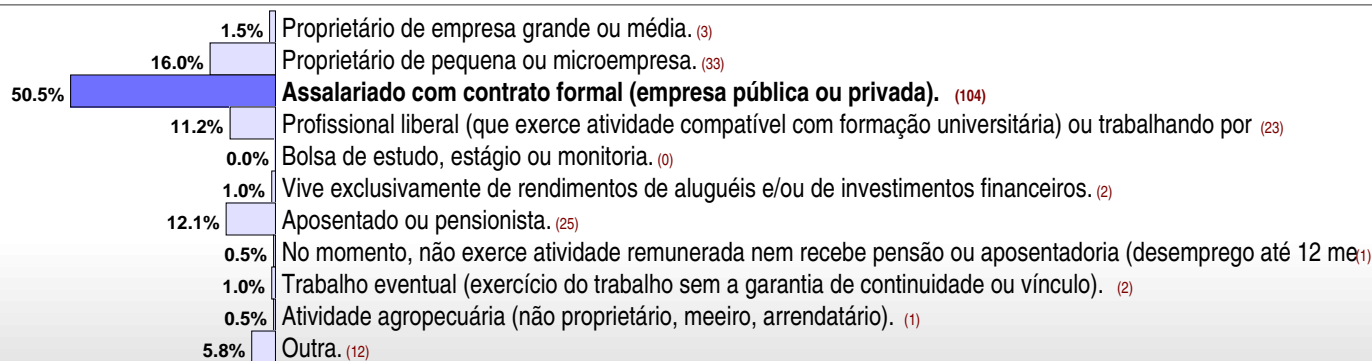 1.5% Proprietário de empresa grande ou média. (3)
16.0% Proprietário de pequena ou microempresa. (33)
50.5% Assalariado com contrato formal (empresa pública ou privada). (104)
11.2% Profissional liberal (que exerce atividade compatível com formação universitária) ou trabalhando por (23)
0.0% Bolsa de estudo, estágio ou monitoria. (0)
1.0% Vive exclusivamente de rendimentos de aluguéis e/ou de investimentos financeiros. (2)
12.1% Aposentado ou pensionista. (25)
0.5% No momento, não exerce atividade remunerada nem recebe pensão ou aposentadoria (desemprego até 12 me(1)
1.0% Trabalho eventual (exercício do trabalho sem a garantia de continuidade ou vínculo). (2)
0.5% Atividade agropecuária (não proprietário, meeiro, arrendatário). (1)
5.8% Outra. (12)